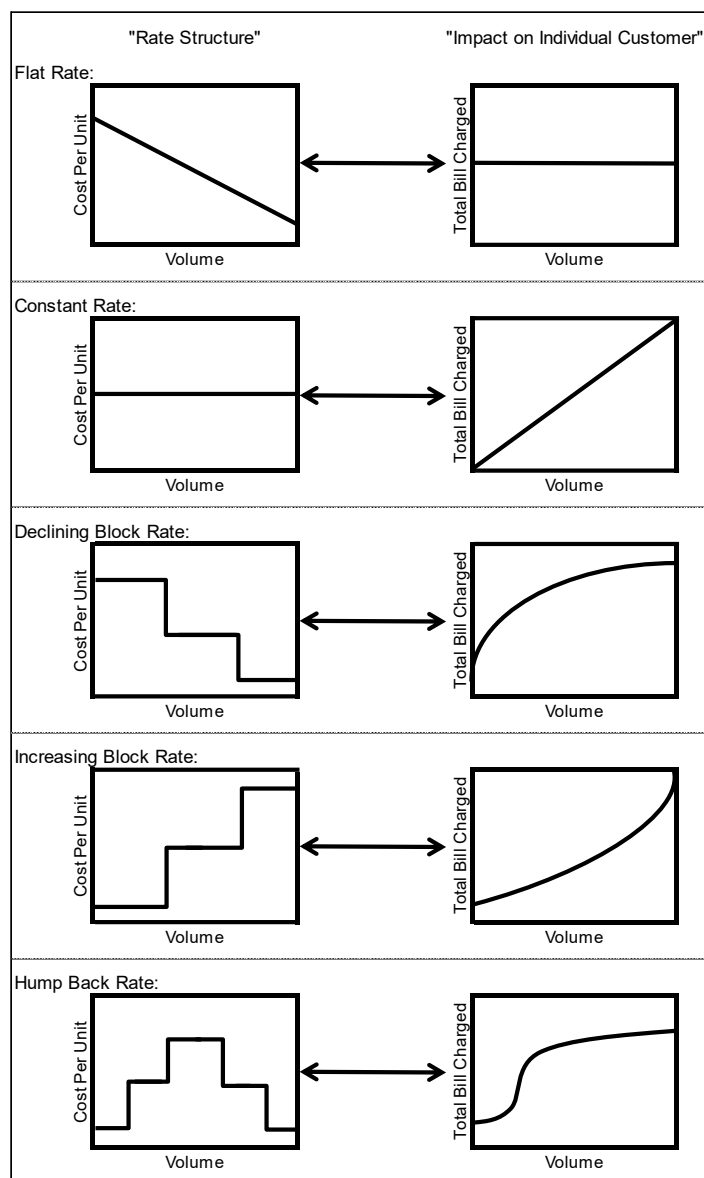 "Rate Structure"
"Impact on Individual Customer"
Flat Rate:
Cost Per Unit
Volume
Total Bill Charged
Volume
Constant Rate:
Cost Per Unit
Volume
Total Bill Charged
Volume
Declining Block Rate:
Cost Per Unit
Volume
Total Bill Charged
Volume
Increasing Block Rate:
Cost Per Unit
Volume
Total Bill Charged
Volume
Hump Back Rate:
Cost Per Unit
Volume
Total Bill Charged
Volume